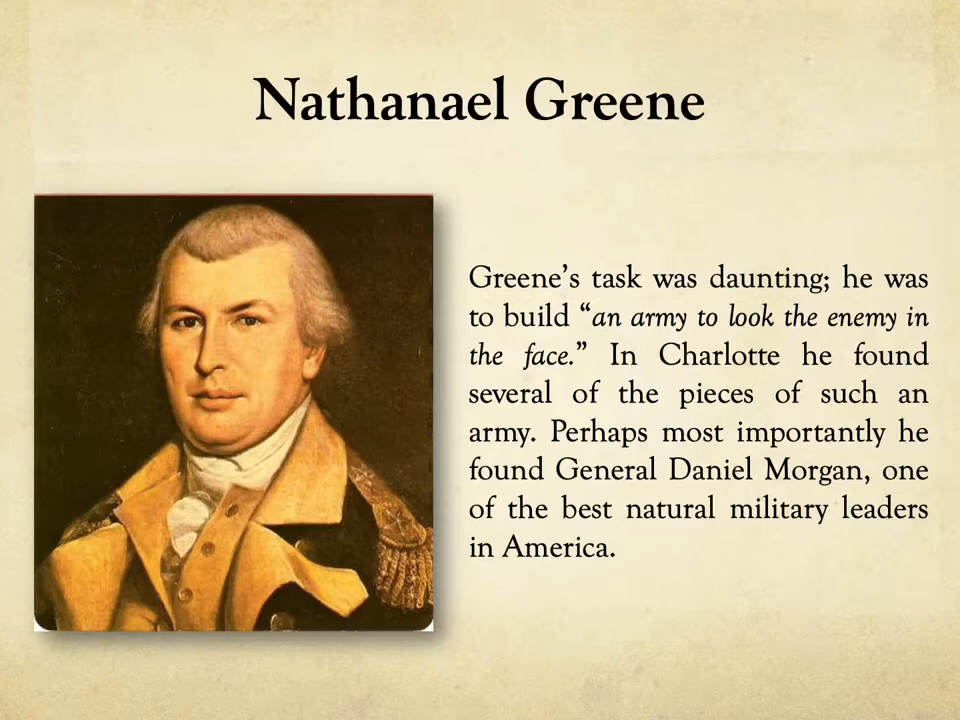 Nathanael Greene
Greene’s task was daunting; he was
to build “an army to look the enemy in
the face.” In Charlotte he found
several of the pieces of such an
army. Perhaps most importantly he
found General Daniel Morgan, one
of the best natural military leaders
in America.